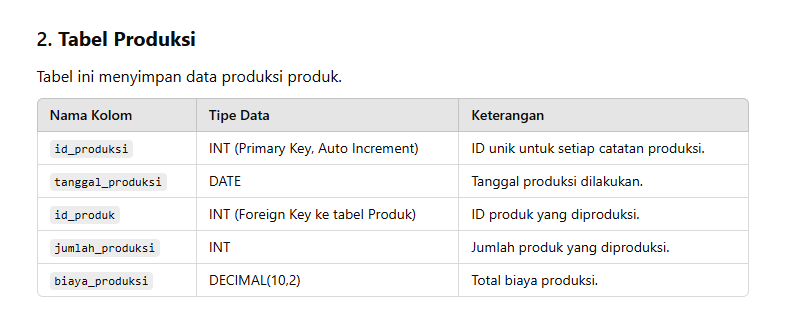 2. Tabel Produksi
Tabel ini menyimpan data produksi produk.
Nama Kolom Tipe Data Keterangan
id_produksi INT (Primary Key, Auto Increment) ID unik untuk setiap catatan produksi.
tanggal_produksi DATE Tanggal produksi dilakukan.
id_produk INT (Foreign Key ke tabel Produk) ID produk yang diproduksi.
jumlah_produksi INT Jumlah produk yang diproduksi.
biaya_produksi DECIMAL(10,2) Total biaya produksi.